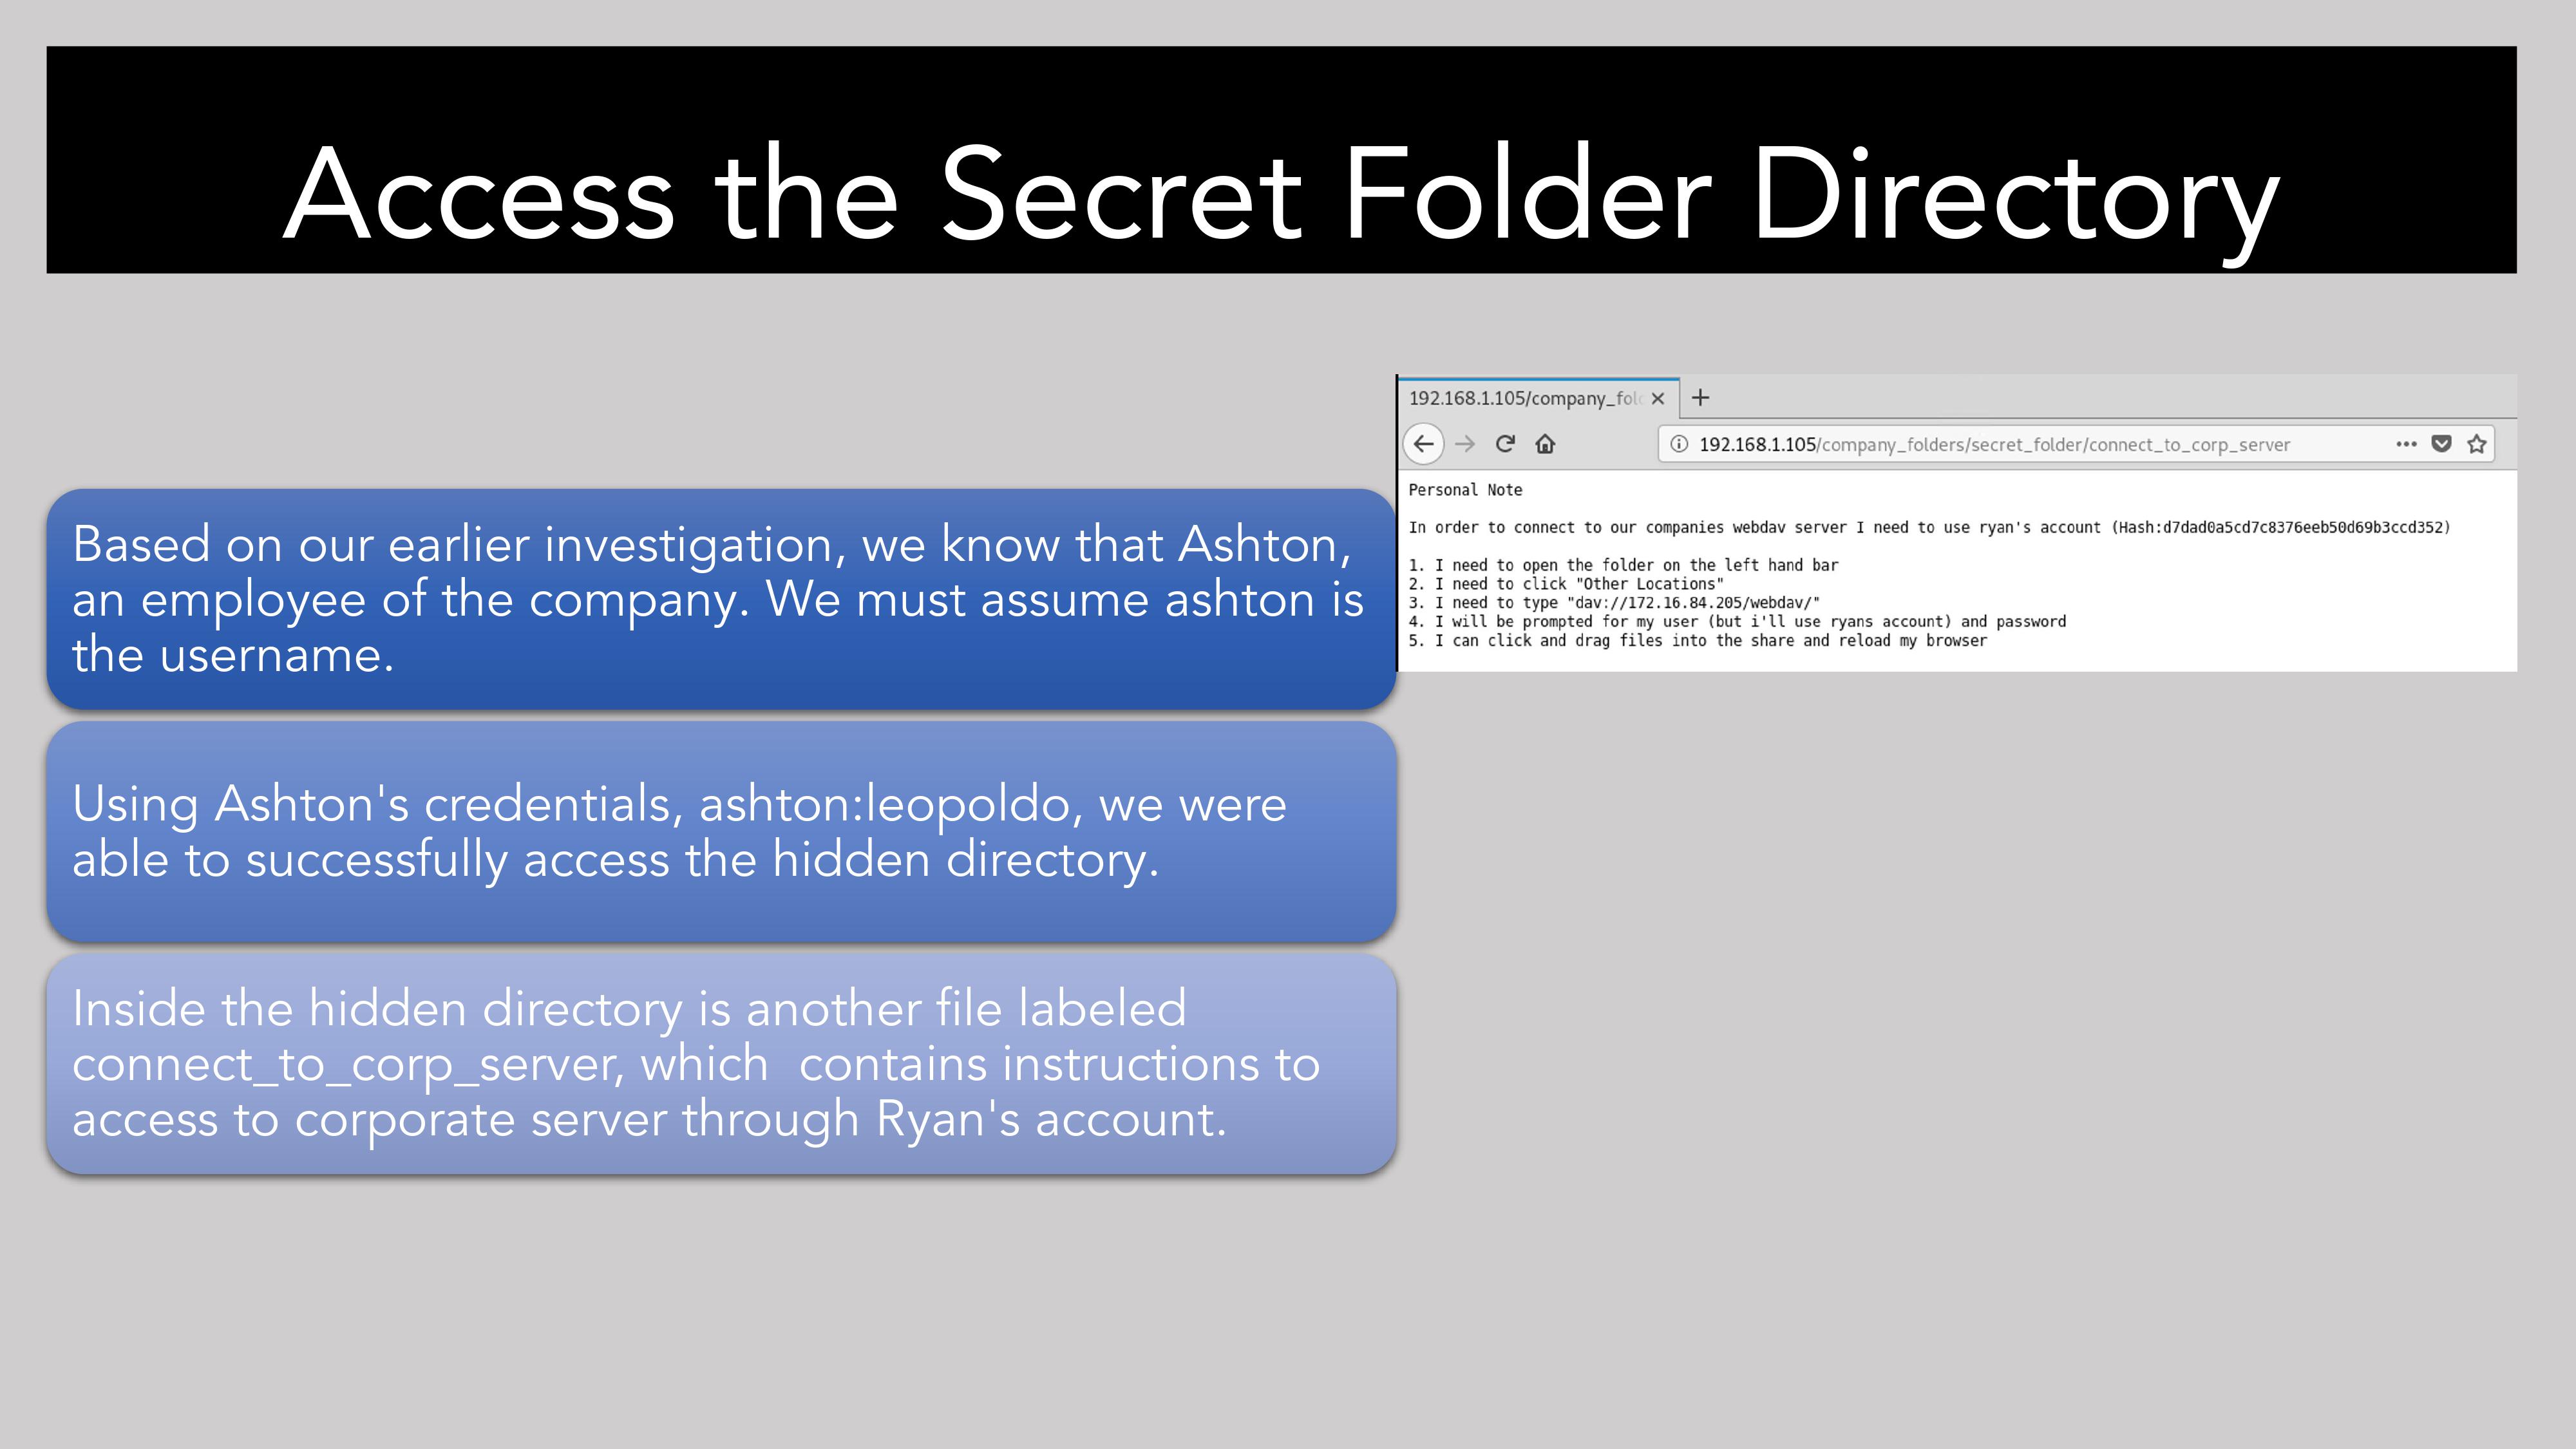 Access the Secret Folder Directory
Based on our earlier investigation, we know that Ashton,
an employee of the company. We must assume ashton is
the username.
Using Ashton's credentials, ashton:leopoldo, we were
able to successfully access the hidden directory.
Inside the hidden directory is another file labeled
connect_to_corp_server, which  contains instructions to
access to corporate server through Ryan's account.
192.168.1.105/company_fol
192.168.1.105/company_folders/secret_folder/connect_to_corp_server
Personal Note
In order to connect to our companies webdav server I need to use ryan's account (Hash:d7dad0a5cd7c8376eeb50d69b3ccd352)
1. I need to open the folder on the left hand bar
2. I need to click "Other Locations"
3. I need to type "dav://172.16.84.205/webdav/"
4. I will be prompted for my user (but i'll use ryans account) and password
5. I can click and drag files into the share and reload my browser